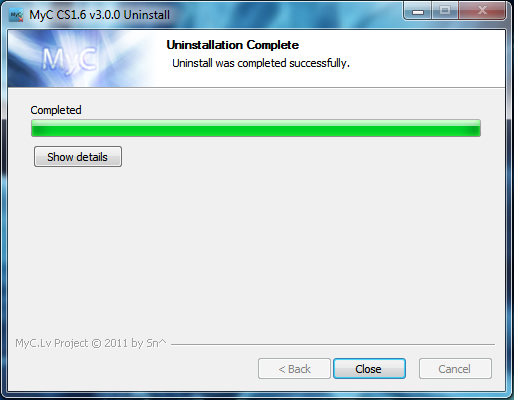 MyC CS1.6 v3.0.0 Uninstall
MyC
Uninstallation Complete
Uninstall was completed successfully.
Completed
Show details
MyC.Lv Project © 2011 by Sn^
< Back
Close
Cancel